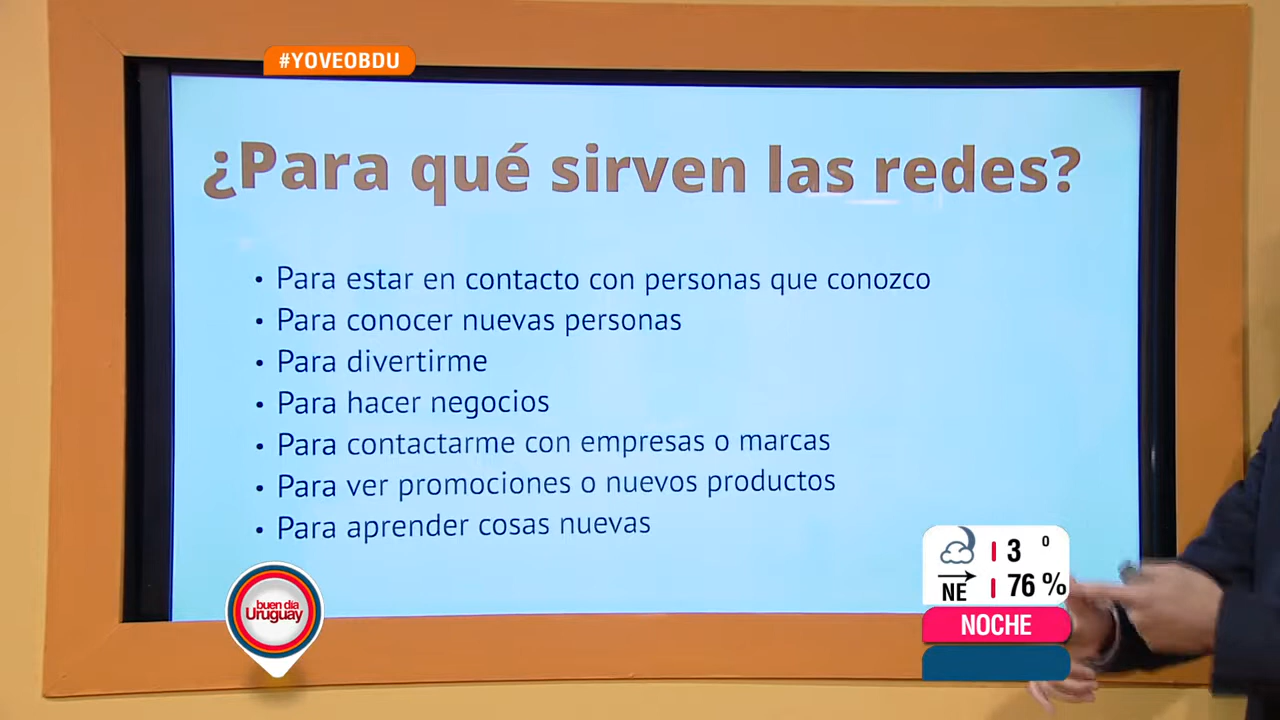 #YOVEOBDU
¿Para qué sirven las redes?
• Para estar en contacto con personas que conozco
• Para conocer nuevas personas
• Para divertirme
• Para hacer negocios
• Para contactarme con empresas o marcas
• Para ver promociones o nuevos productos
• Para aprender cosas nuevas
buen día
Uruguay
3 º
NE 76 %
NOCHE